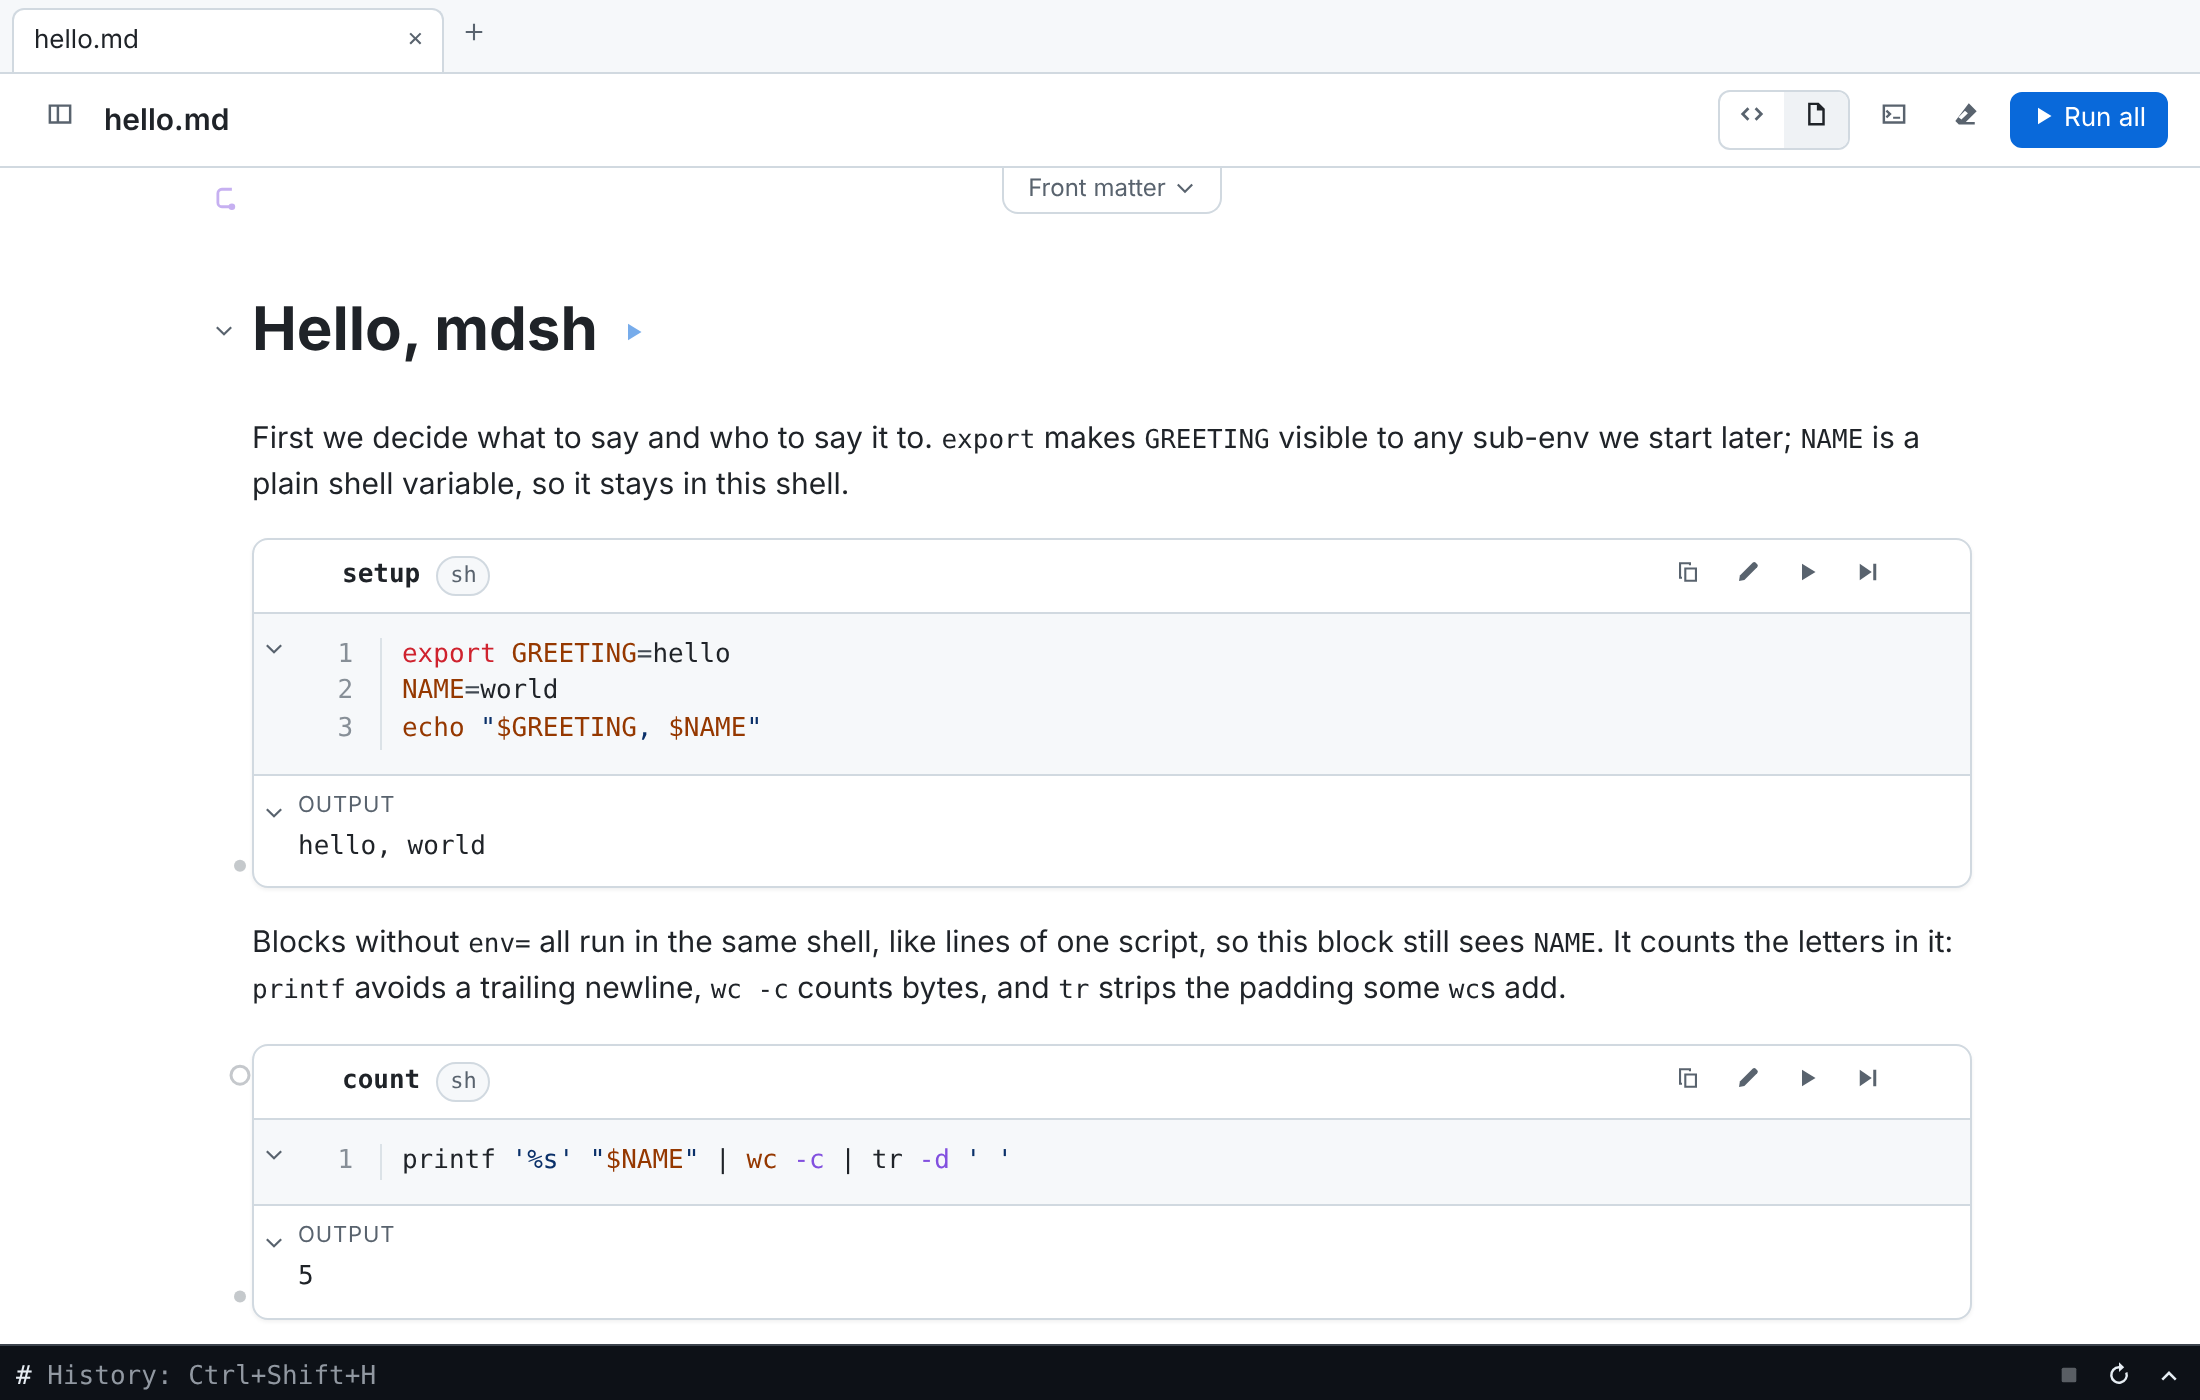 hello.md
hello.md
Run all
Front matter
Hello, mdsh
First we decide what to say and who to say it to. export makes GREETING visible to any sub-env we start later; NAME is a
plain shell variable, so it stays in this shell.
setup sh
1 export GREETING=hello
2 NAME=world
3 echo "$GREETING, $NAME"
OUTPUT
hello, world
Blocks without env= all run in the same shell, like lines of one script, so this block still sees NAME. It counts the letters in it:
printf avoids a trailing newline, wc -c counts bytes, and tr strips the padding some wcs add.
count sh
1 printf '%s' "$NAME" | wc -c | tr -d ' '
OUTPUT
5
# History: Ctrl+Shift+H